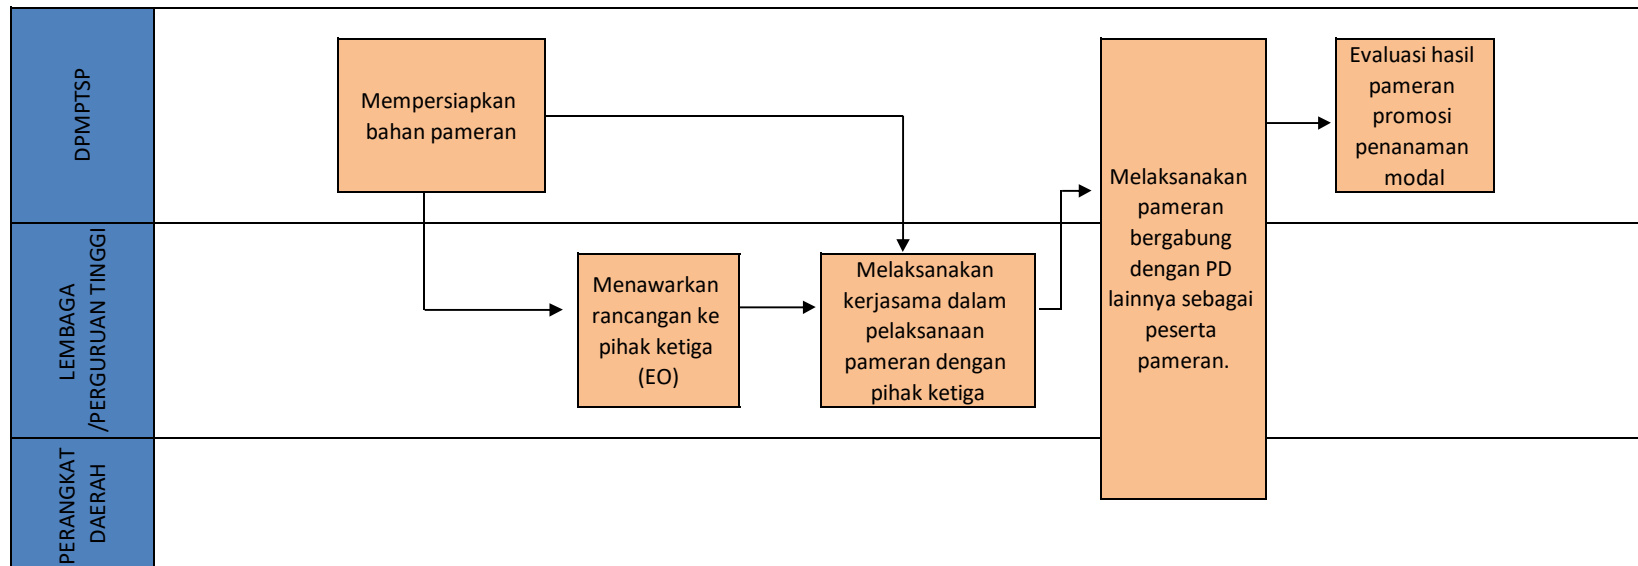 DPMPTSP
Mempersiapkan
bahan pameran
Evaluasi hasil
pameran
promosi
penanaman
modal
Melaksanakan
pameran
bergabung
dengan PD
lainnya sebagai
peserta
pameran.
LEMBAGA
/PERGURUAN TINGGI
Menawarkan
rancangan ke
pihak ketiga
(EO)
Melaksanakan
kerjasama dalam
pelaksanaan
pameran dengan
pihak ketiga
PERANGKAT
DAERAH